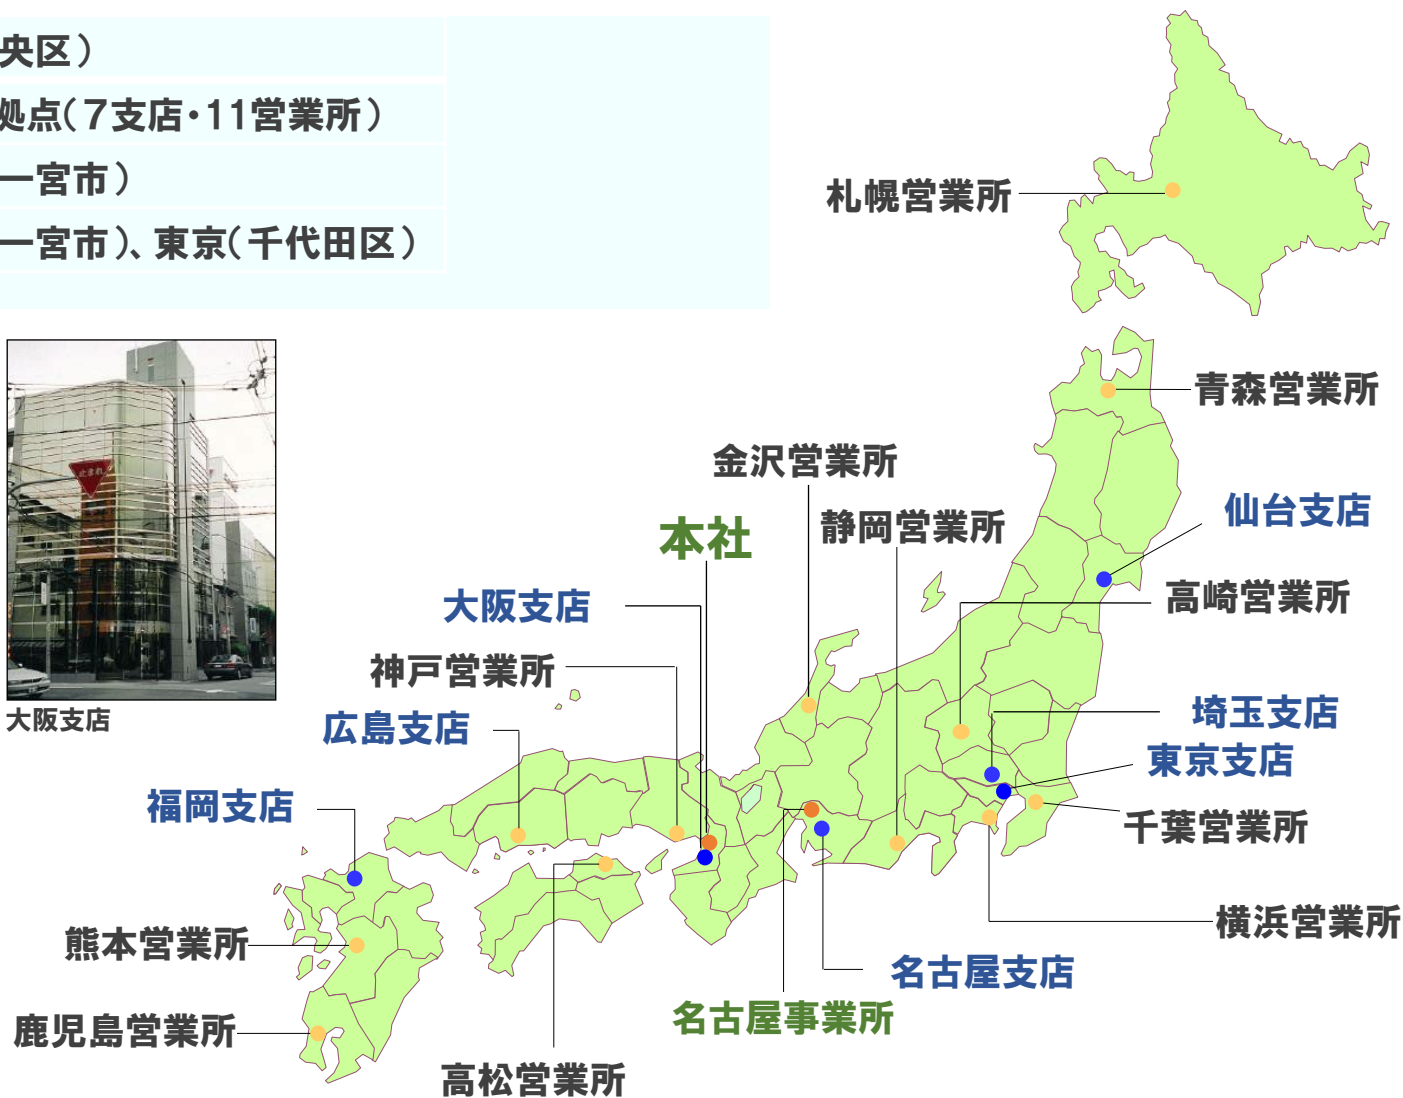 央区）
拠点（７支店・11営業所）
一宮市）
一宮市）、東京（千代田区）
札幌営業所
青森営業所
金沢営業所
仙台支店
静岡営業所
本社
高崎営業所
大阪支店
神戸営業所
埼玉支店
広島支店
東京支店
福岡支店
千葉営業所
止まれ
大阪支店
横浜営業所
熊本営業所
名古屋支店
名古屋事業所
鹿児島営業所
高松営業所